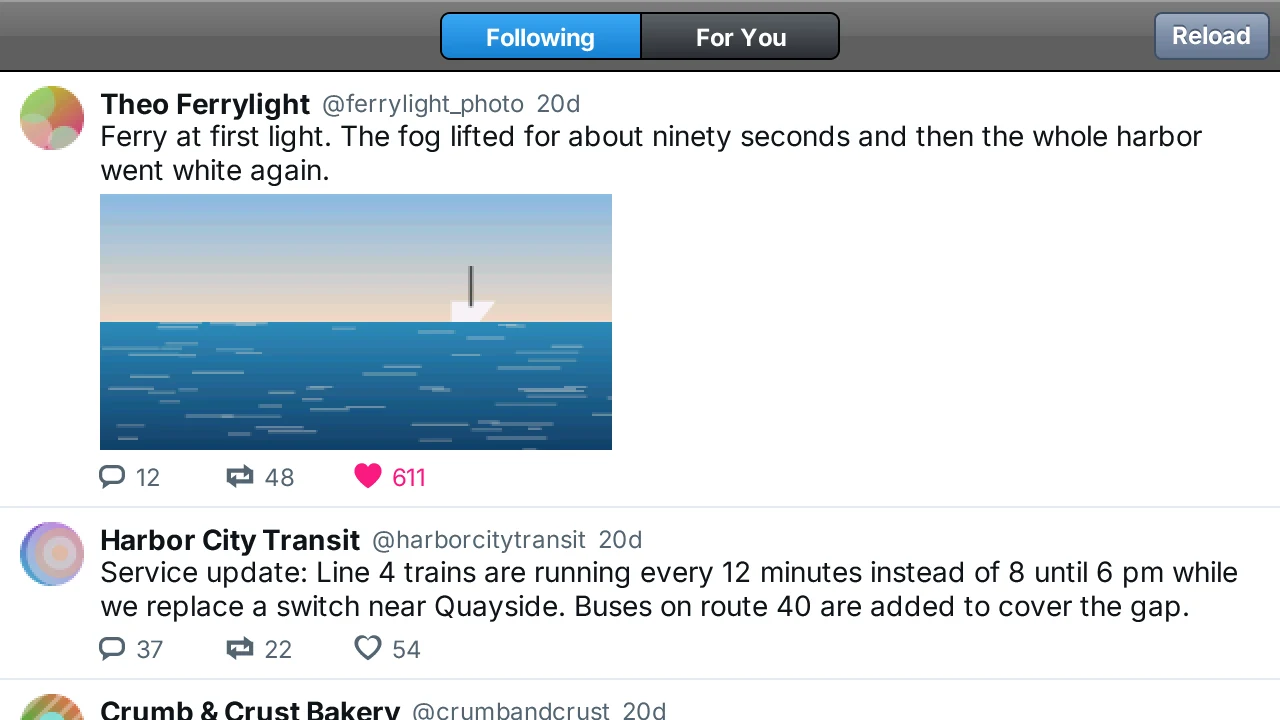 Following
For You
Reload
Theo Ferrylight @ferrylight_photo 20d
Ferry at first light. The fog lifted for about ninety seconds and then the whole harbor
went white again.
12 48 611
Harbor City Transit @harborcitytransit 20d
Service update: Line 4 trains are running every 12 minutes instead of 8 until 6 pm while
we replace a switch near Quayside. Buses on route 40 are added to cover the gap.
37 22 54
Crumb & Crust Bakery @crumbandcrust 20d